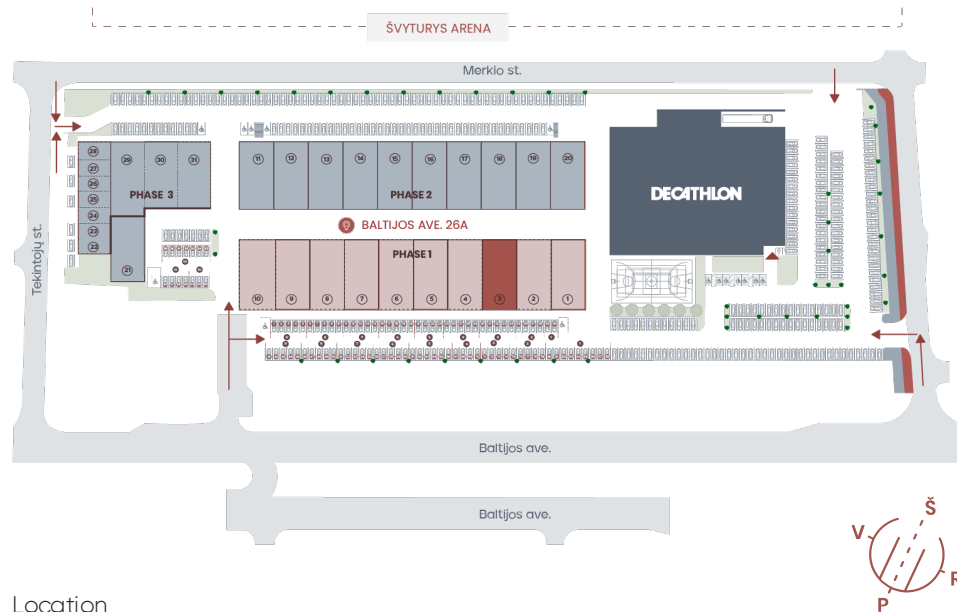 ŠVYTURYS ARENA
Merkio st.
28
27
26
25
24
23
22
29
30
31
PHASE 3
21
11
12
13
14
15
16
17
18
19
20
PHASE 2
DECATHLON
BALTIJOS AVE. 26A
PHASE 1
10
9
8
7
6
5
4
3
2
1
Tekintojų st.
Baltijos ave.
Baltijos ave.
Š
V
R
P
Location